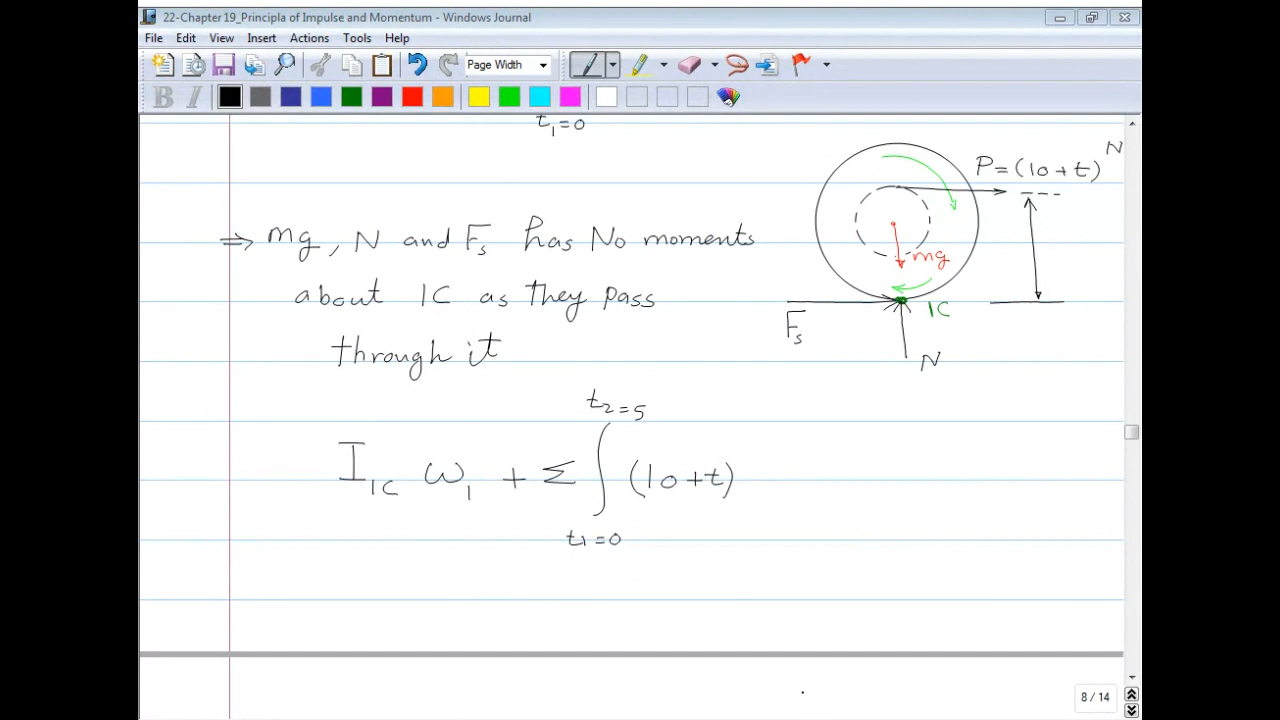 22-Chapter 19_Principla of Impulse and Momentum - Windows Journal
File Edit View Insert Actions Tools Help
Page Width
B I
t₁=0
P=(10+t) N
⇒ mg, N and Fₛ has No moments
about IC as they pass
through it
mg
IC
Fₛ
N
t₂=5
I_IC ω₁ + Σ ∫ (10+t)
t₁=0
8 / 14